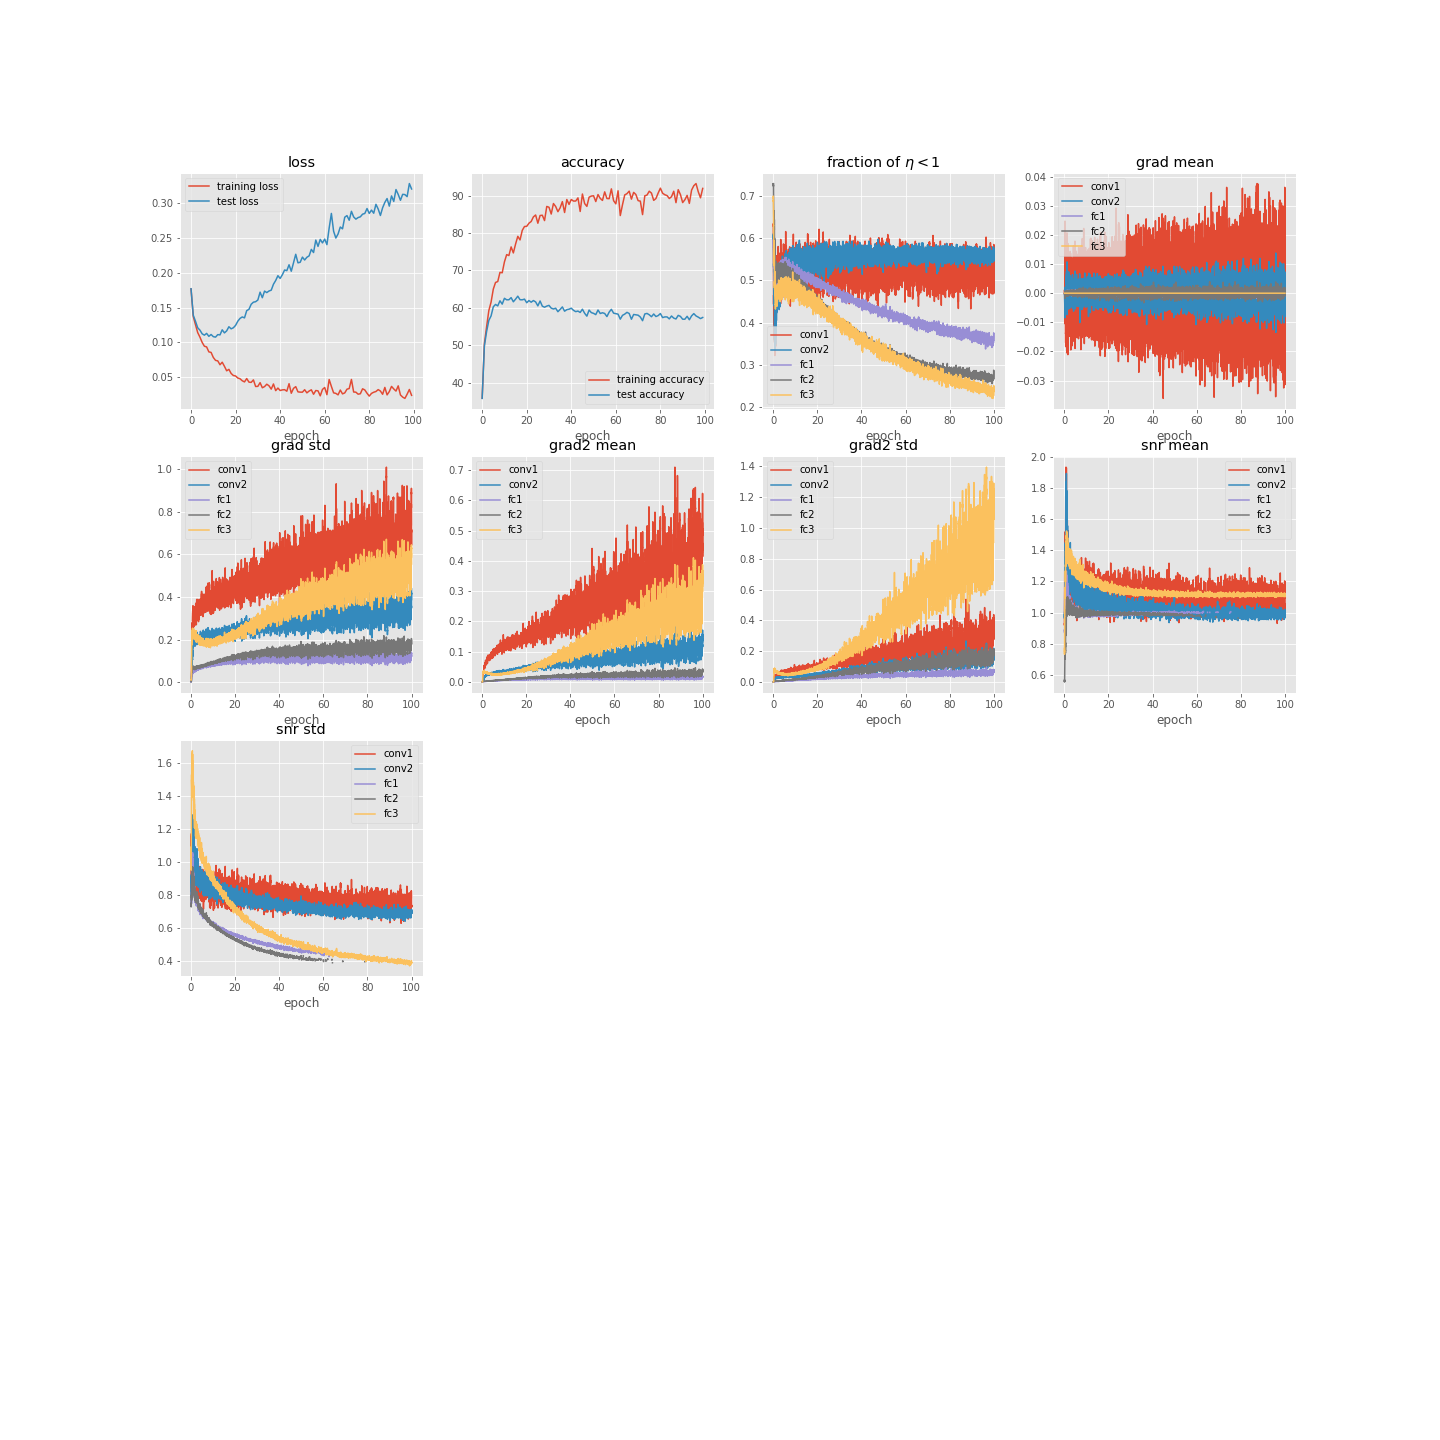 loss
training loss
test loss
0.30
0.25
0.20
0.15
0.10
0.05
0 20 40 60 80 100
epoch
accuracy
90
80
70
60
50
40
training accuracy
test accuracy
0 20 40 60 80 100
epoch
fraction of η < 1
0.7
0.6
0.5
0.4
0.3
0.2
conv1
conv2
fc1
fc2
fc3
0 20 40 60 80 100
epoch
grad mean
conv1
conv2
fc1
fc2
fc3
0.04
0.03
0.02
0.01
0.00
−0.01
−0.02
−0.03
0 20 40 60 80 100
epoch
grad std
conv1
conv2
fc1
fc2
fc3
1.0
0.8
0.6
0.4
0.2
0.0
0 20 40 60 80 100
epoch
grad2 mean
conv1
conv2
fc1
fc2
fc3
0.7
0.6
0.5
0.4
0.3
0.2
0.1
0.0
0 20 40 60 80 100
epoch
grad2 std
conv1
conv2
fc1
fc2
fc3
1.4
1.2
1.0
0.8
0.6
0.4
0.2
0.0
0 20 40 60 80 100
epoch
snr mean
conv1
conv2
fc1
fc2
fc3
2.0
1.8
1.6
1.4
1.2
1.0
0.8
0.6
0 20 40 60 80 100
epoch
snr std
conv1
conv2
fc1
fc2
fc3
1.6
1.4
1.2
1.0
0.8
0.6
0.4
0 20 40 60 80 100
epoch